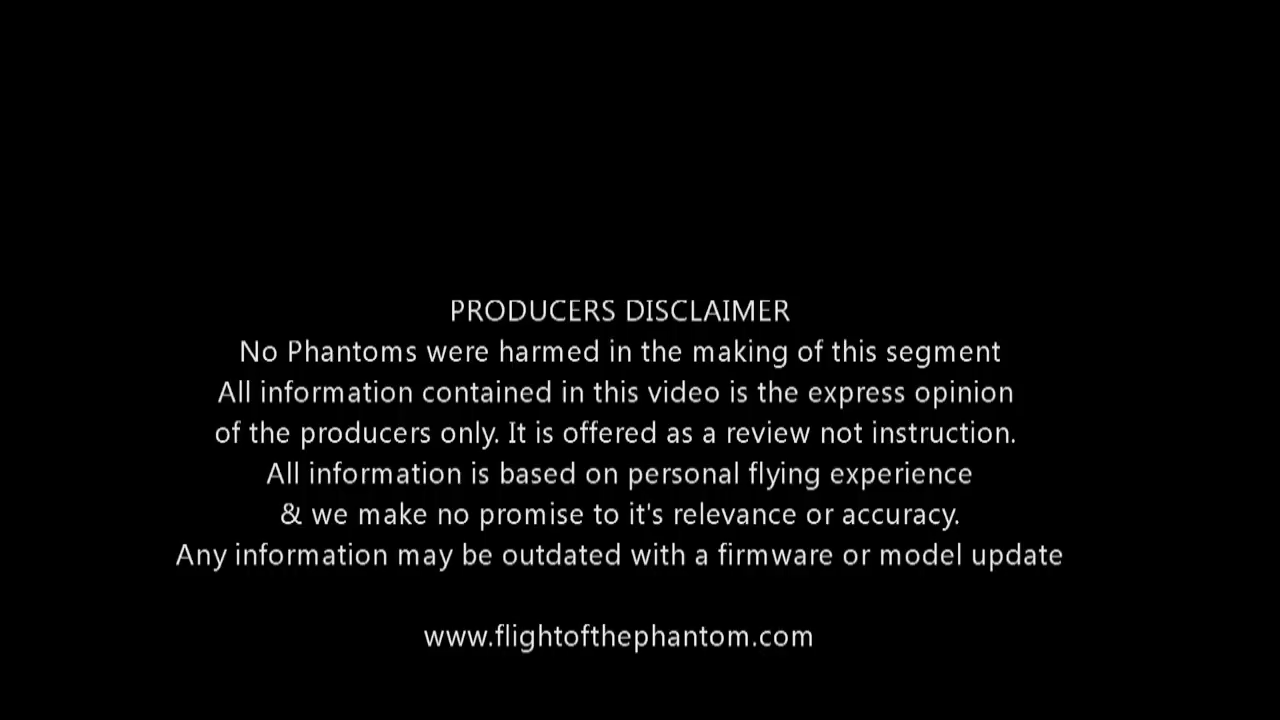 PRODUCERS DISCLAIMER
No Phantoms were harmed in the making of this segment
All information contained in this video is the express opinion
of the producers only. It is offered as a review not instruction.
All information is based on personal flying experience
& we make no promise to it's relevance or accuracy.
Any information may be outdated with a firmware or model update
www.flightofthephantom.com